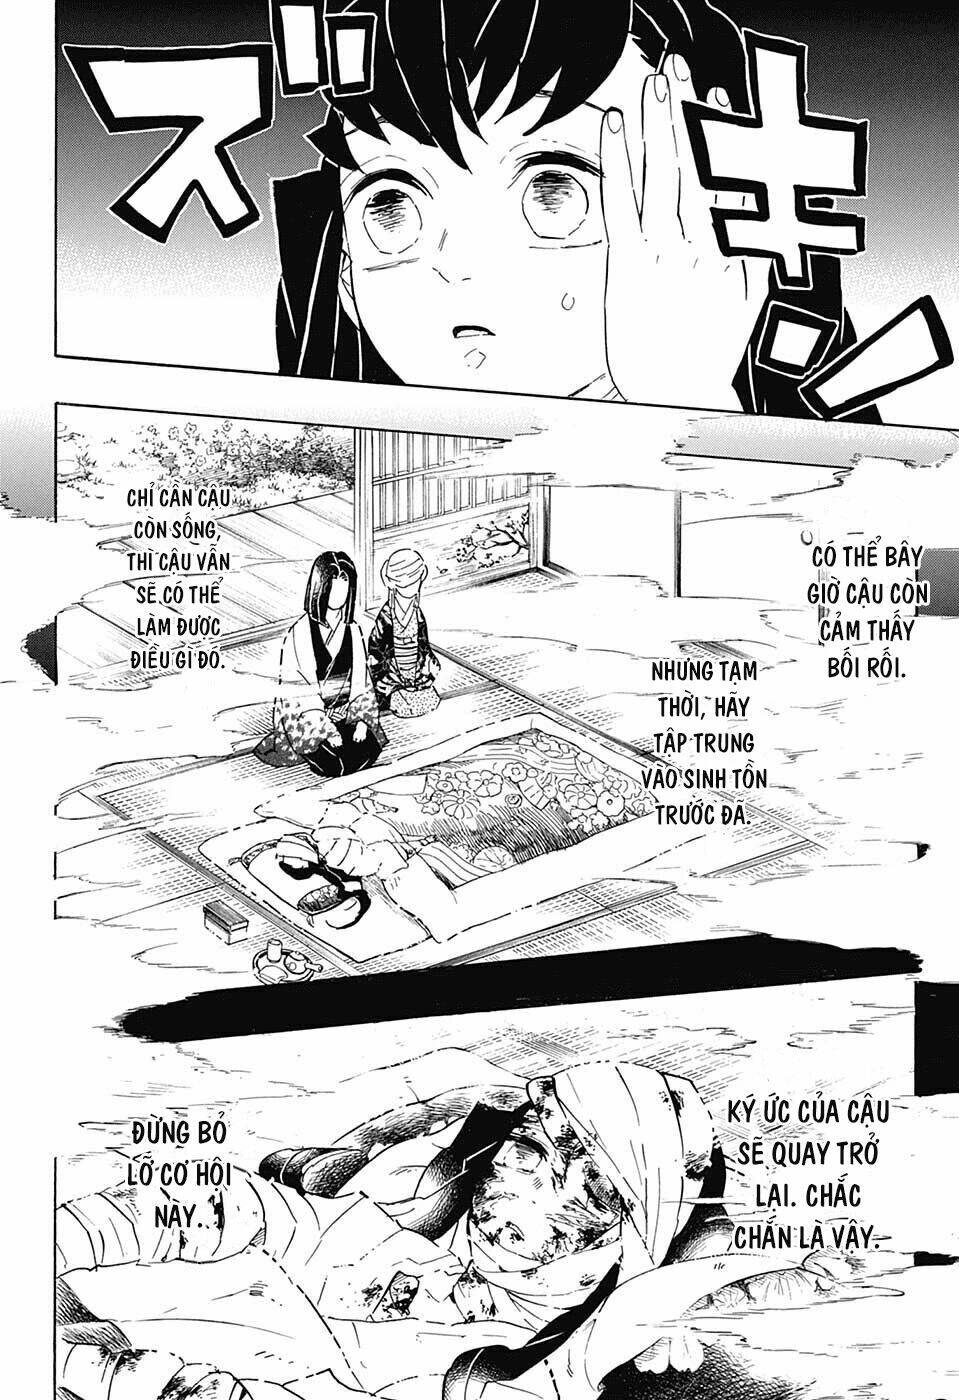 ズキン
CÓ THỂ BÂY
GIỜ CẬU CÒN
CẢM THẤY
BỐI RỐI.
NHƯNG TẠM
THỜI, HÃY
TẬP TRUNG
VÀO SINH TỒN
TRƯỚC ĐÃ.
CHỈ CẦN CẬU
CÒN SỐNG,
THÌ CẬU VẪN
SẼ CÓ THỂ
LÀM ĐƯỢC
ĐIỀU GÌ ĐÓ.
KÝ ỨC CỦA CẬU
SẼ QUAY TRỞ
LẠI. CHẮC
CHẮN LÀ VẬY.
ĐỪNG BỎ
LỠ CƠ HỘI
NÀY.